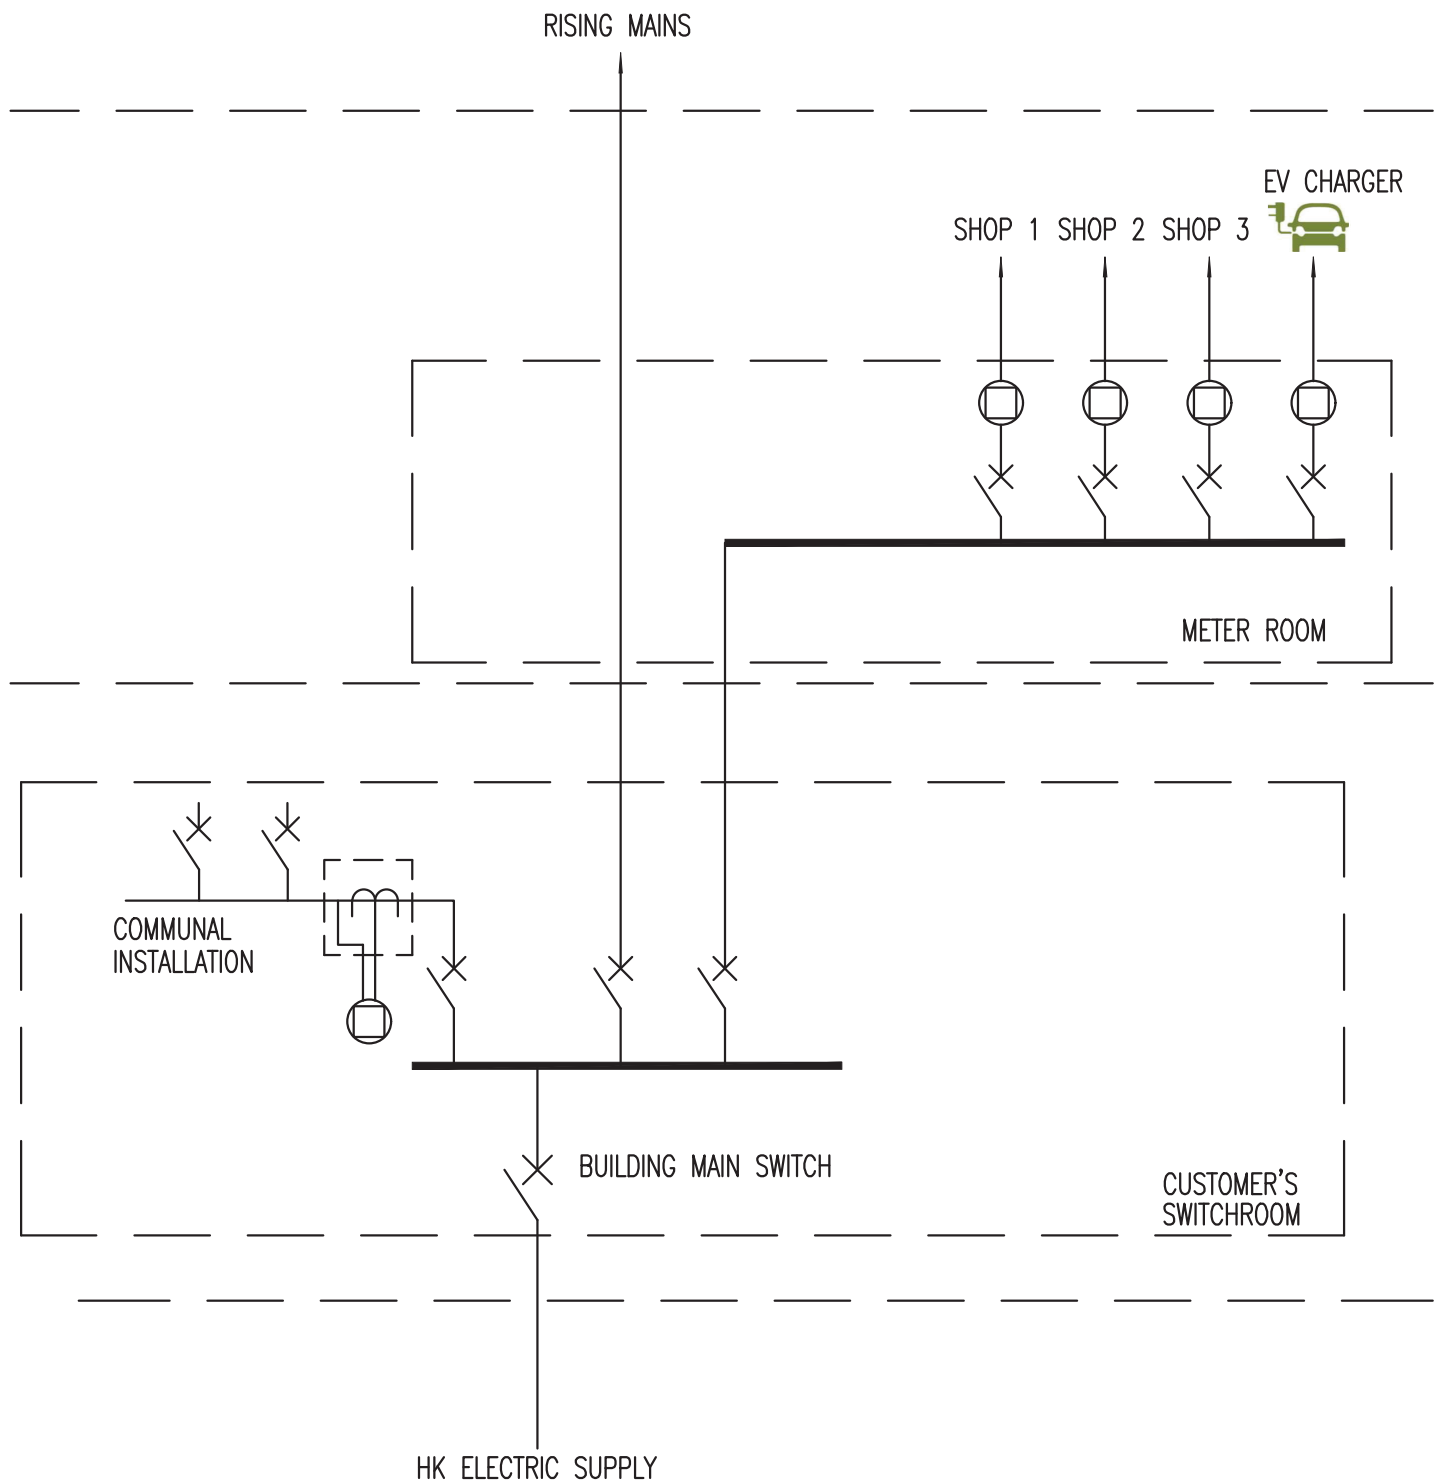 RISING MAINS
EV CHARGER
SHOP 1 SHOP 2 SHOP 3
METER ROOM
COMMUNAL
INSTALLATION
BUILDING MAIN SWITCH
CUSTOMER'S
SWITCHROOM
HK ELECTRIC SUPPLY